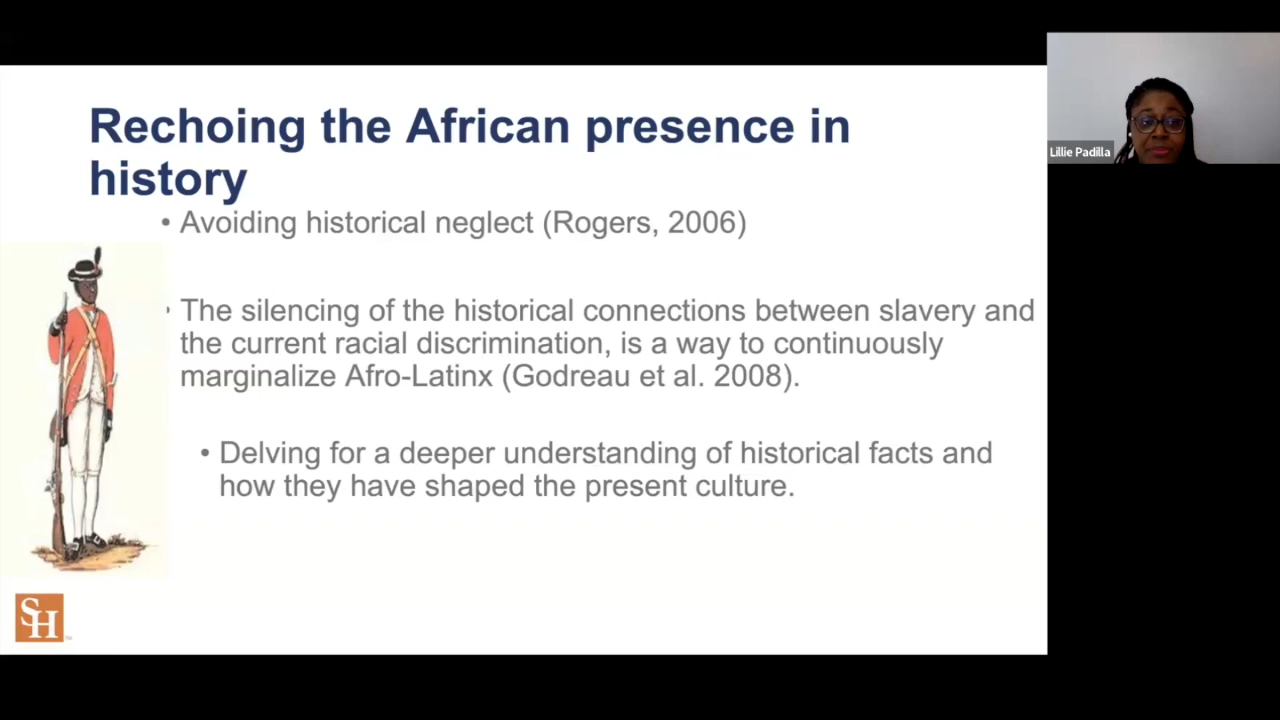 Rechoing the African presence in
history
• Avoiding historical neglect (Rogers, 2006)
• The silencing of the historical connections between slavery and
the current racial discrimination, is a way to continuously
marginalize Afro-Latinx (Godreau et al. 2008).
• Delving for a deeper understanding of historical facts and
how they have shaped the present culture.
SH
Lillie Padilla